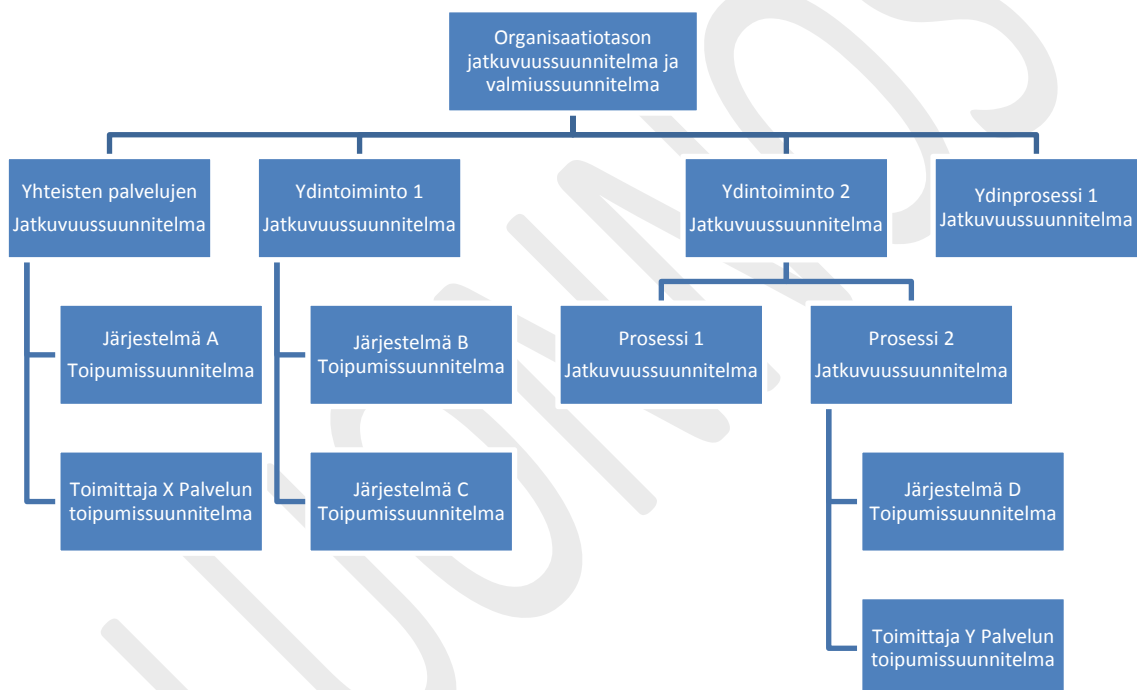 Organisaatiotason
jatkuvuussuunnitelma ja
valmiussuunnitelma
Yhteisten palvelujen
Jatkuvuussuunnitelma
Ydintoiminto 1
Jatkuvuussuunnitelma
Ydintoiminto 2
Jatkuvuussuunnitelma
Ydinprosessi 1
Jatkuvuussuunnitelma
Järjestelmä A
Toipumissuunnitelma
Järjestelmä B
Toipumissuunnitelma
Prosessi 1
Jatkuvuussuunnitelma
Prosessi 2
Jatkuvuussuunnitelma
Toimittaja X Palvelun
toipumissuunnitelma
Järjestelmä C
Toipumissuunnitelma
Järjestelmä D
Toipumissuunnitelma
Toimittaja Y Palvelun
toipumissuunnitelma